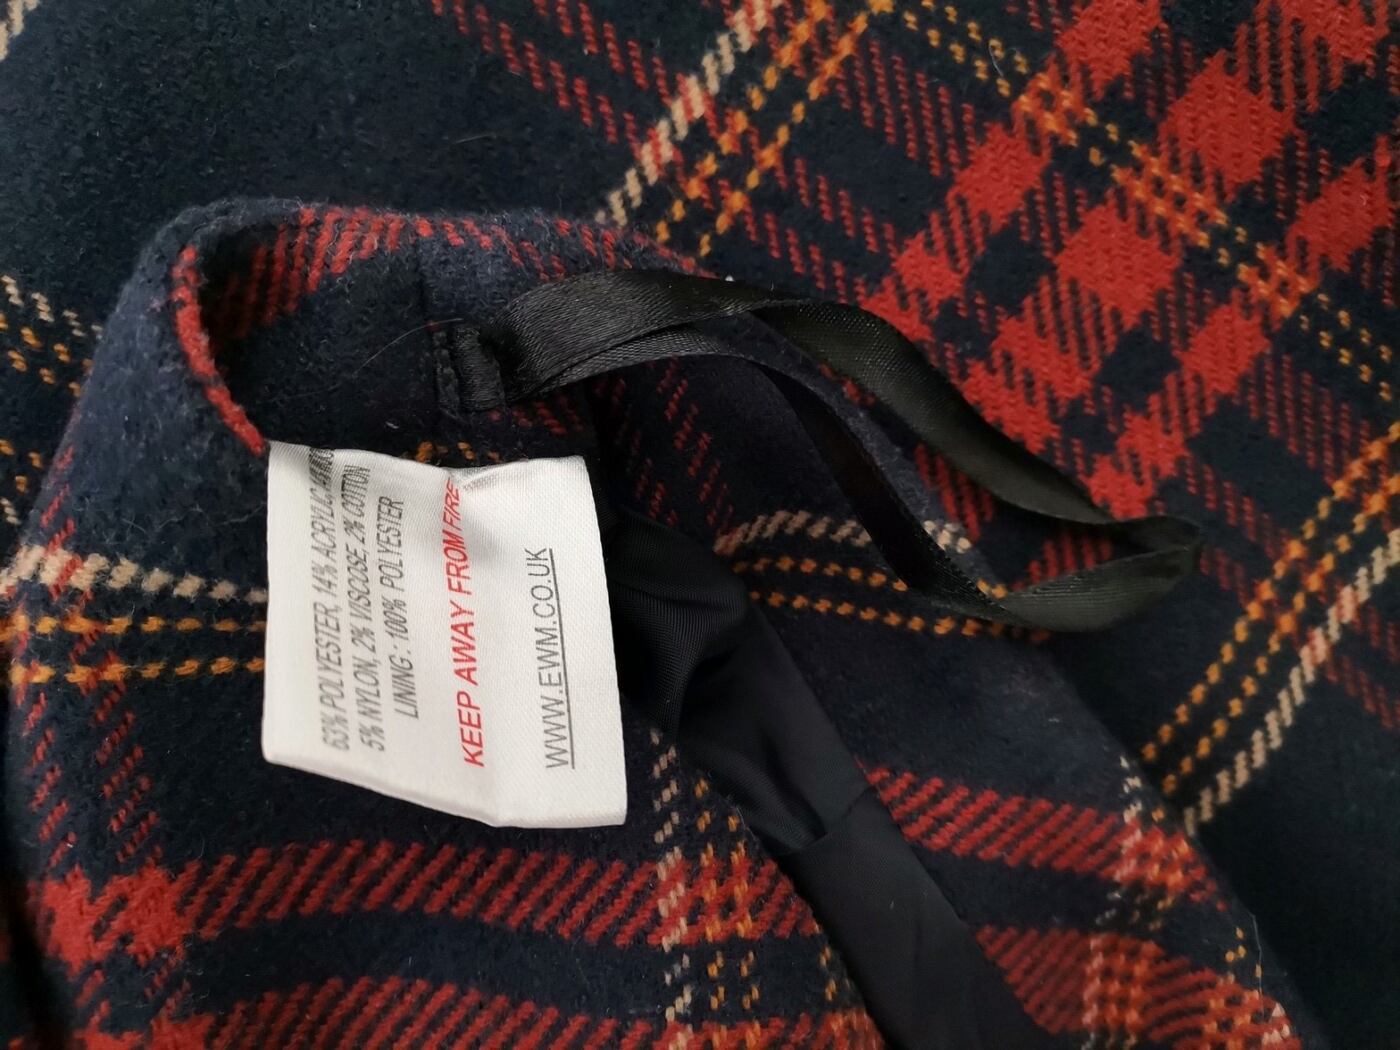 63% POLYESTER, 14% ACRYLIC,
5% NYLON, 2% VISCOSE, 2% COTTON
LINING : 100% POLYESTER
KEEP AWAY FROM FIRE
WWW.EWM.CO.UK